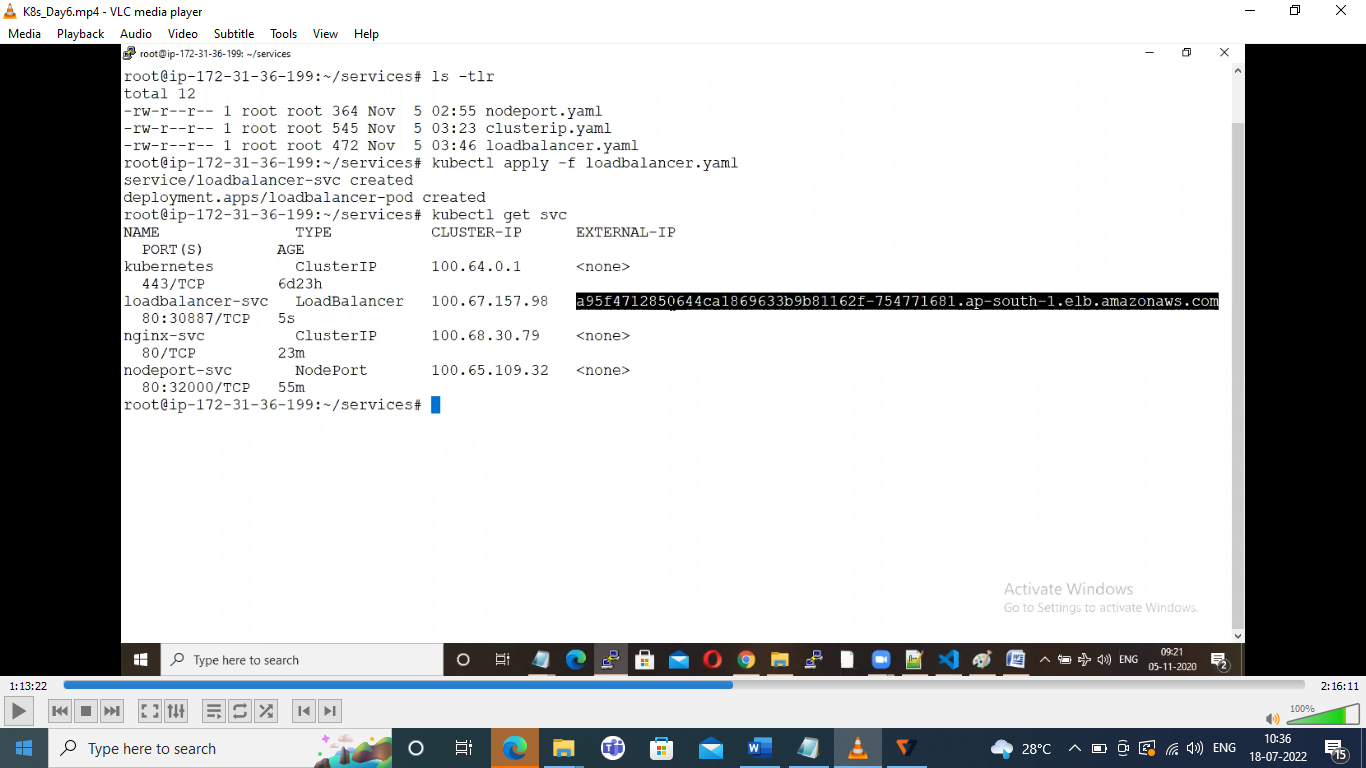 K8s_Day6.mp4 - VLC media player
Media Playback Audio Video Subtitle Tools View Help
root@ip-172-31-36-199: ~/services
root@ip-172-31-36-199:~/services# ls -tlr
total 12
-rw-r--r-- 1 root root 364 Nov  5 02:55 nodeport.yaml
-rw-r--r-- 1 root root 545 Nov  5 03:23 clusterip.yaml
-rw-r--r-- 1 root root 472 Nov  5 03:46 loadbalancer.yaml
root@ip-172-31-36-199:~/services# kubectl apply -f loadbalancer.yaml
service/loadbalancer-svc created
deployment.apps/loadbalancer-pod created
root@ip-172-31-36-199:~/services# kubectl get svc
NAME TYPE CLUSTER-IP EXTERNAL-IP
PORT(S) AGE
kubernetes ClusterIP 100.64.0.1 <none>
443/TCP 6d23h
loadbalancer-svc LoadBalancer 100.67.157.98 a95f4712850644ca1869633b9b81162f-754771681.ap-south-1.elb.amazonaws.com
80:30887/TCP 5s
nginx-svc ClusterIP 100.68.30.79 <none>
80/TCP 23m
nodeport-svc NodePort 100.65.109.32 <none>
80:32000/TCP 55m
root@ip-172-31-36-199:~/services#
Activate Windows
Go to Settings to activate Windows.
Type here to search
ENG
09:21
05-11-2020
2
1:13:22
2:16:11
100%
Type here to search
28°C
ENG
10:36
18-07-2022
15